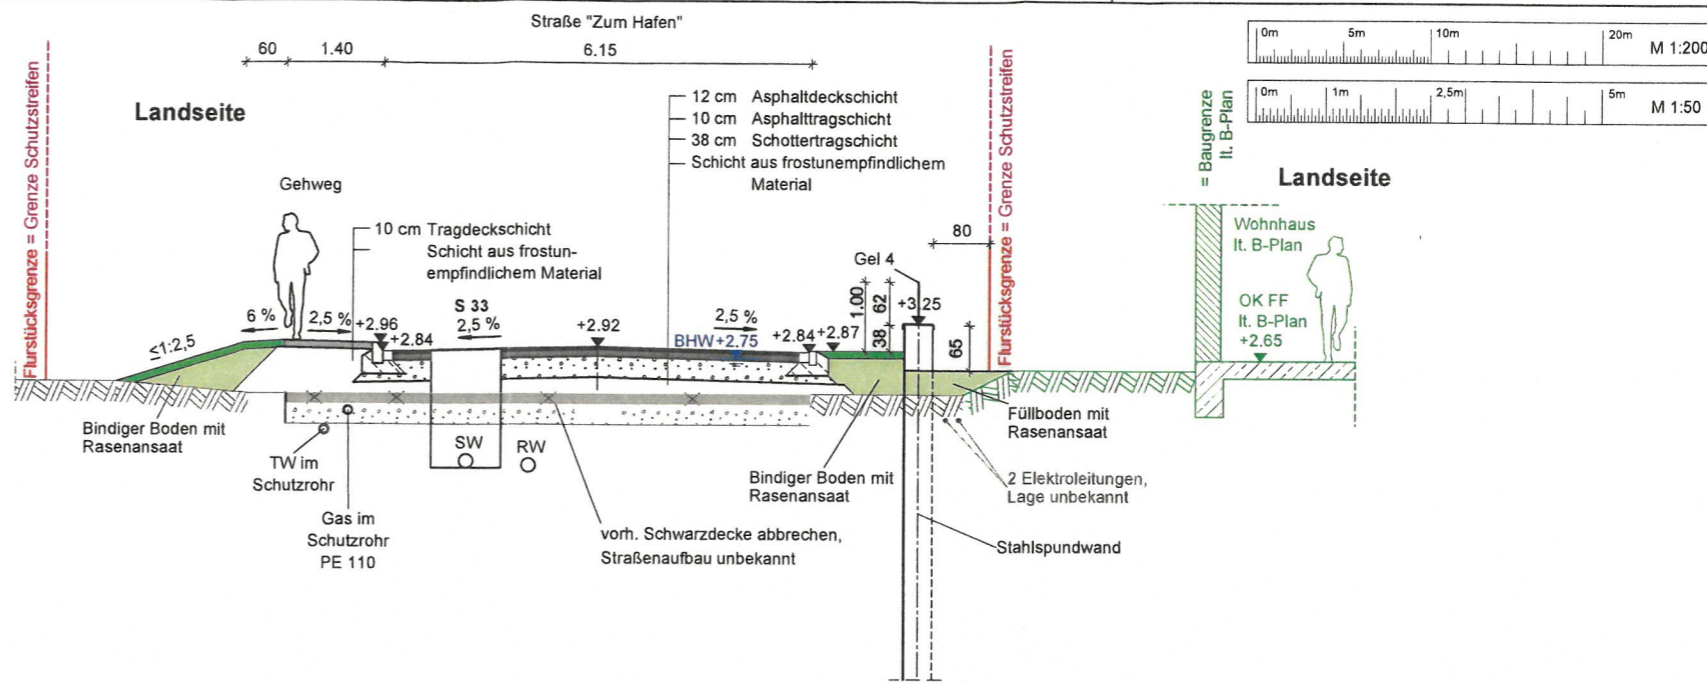 Straße "Zum Hafen"
60 1.40 6.15
0m 5m 10m 20m M 1:200
0m 1m 2,5m 5m M 1:50
Flurstücksgrenze = Grenze Schutzstreifen
Landseite
12 cm Asphaltdeckschicht
10 cm Asphalttragschicht
38 cm Schottertragschicht
Schicht aus frostunempfindlichem
Material
Flurstücksgrenze = Grenze Schutzstreifen
= Baugrenze
lt. B-Plan
Landseite
Gehweg
10 cm Tragdeckschicht
Schicht aus frostun-
empfindlichem Material
80
Gel 4
Wohnhaus
lt. B-Plan
OK FF
lt. B-Plan
+2.65
≤1:2,5
6 %
2,5 %
+2.96
+2.84
S 33
2,5 %
+2.92
2,5 %
BHW+2.75
+2.84
+2.87
1.00
62
38
+3.25
65
Bindiger Boden mit
Rasenansaat
TW im
Schutzrohr
Gas im
Schutzrohr
PE 110
SW
RW
vorh. Schwarzdecke abbrechen,
Straßenaufbau unbekannt
Bindiger Boden mit
Rasenansaat
Füllboden mit
Rasenansaat
2 Elektroleitungen,
Lage unbekannt
Stahlspundwand